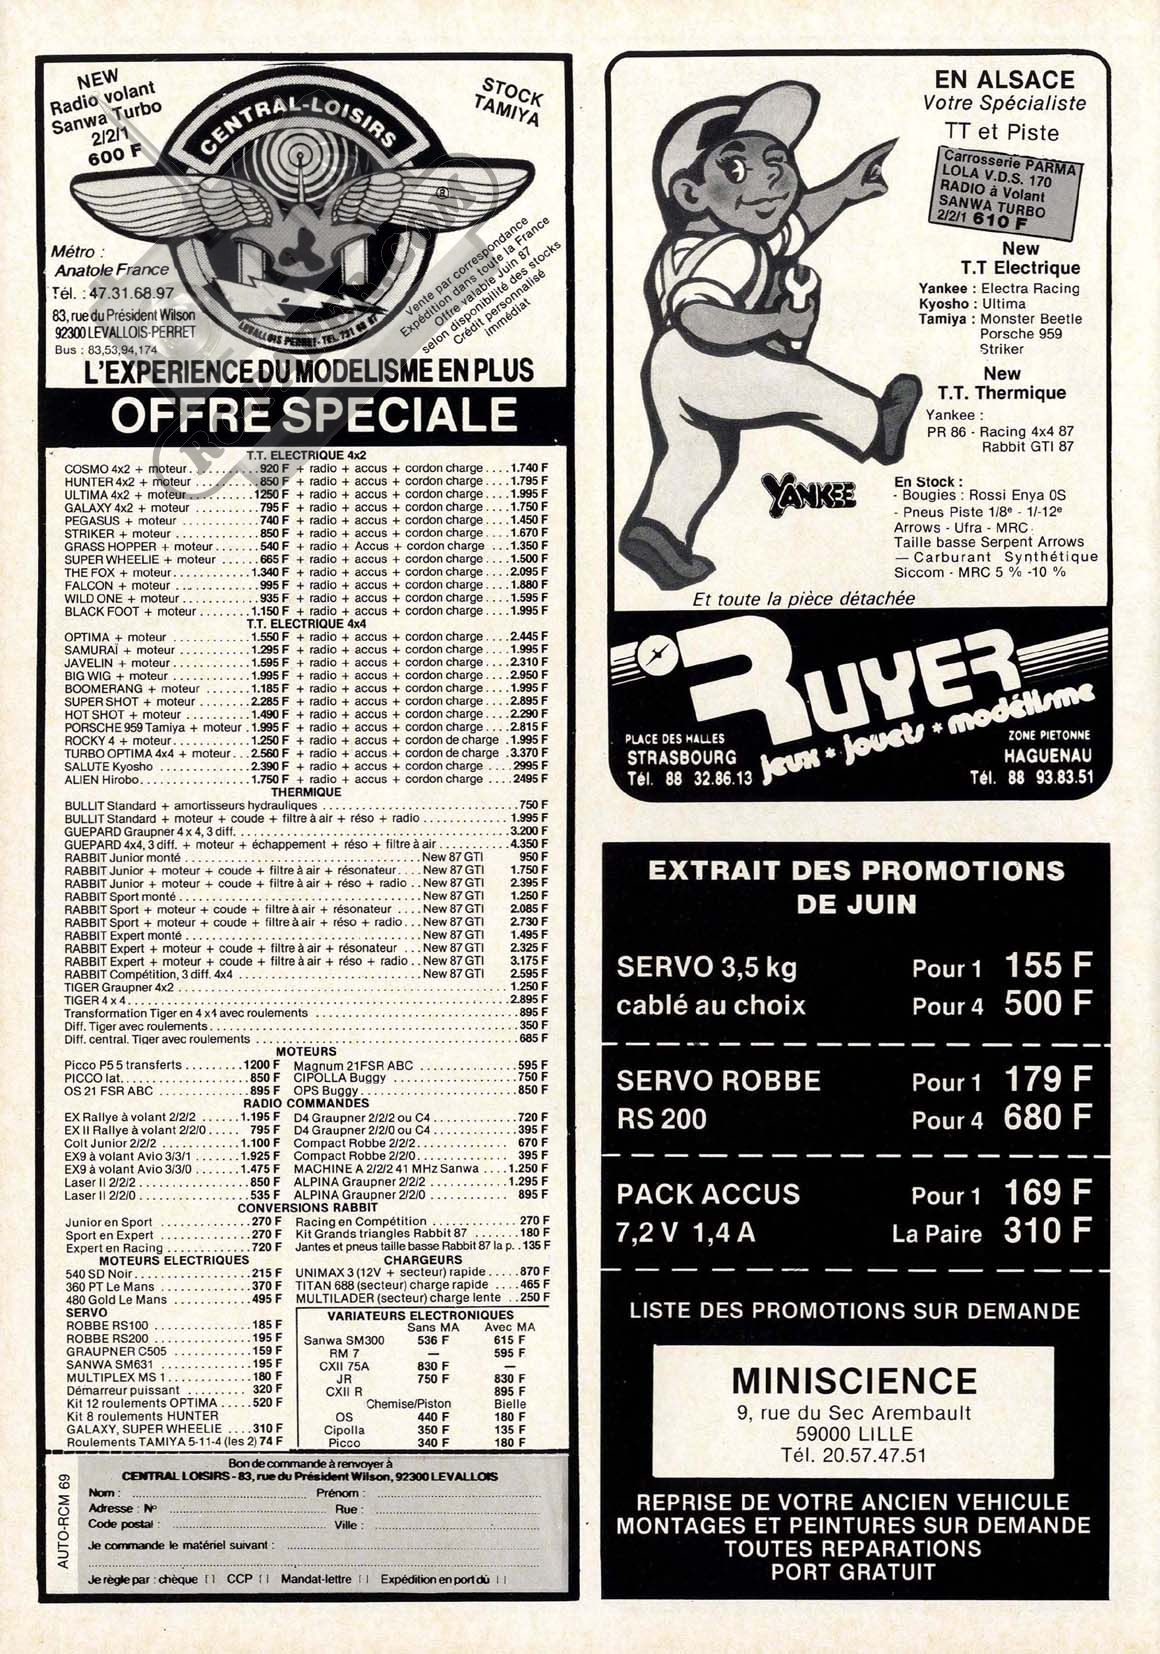 NEW
Radio volant
Sanwa Turbo
2/2/1
600 F
STOCK
TAMIYA
CENTRAL-LOISIRS
LEVALLOIS PERRET - TEL. 731 68 97
Métro :
Anatole France
Tél. : 47.31.68.97
83, rue du Président Wilson
92300 LEVALLOIS-PERRET
Bus : 83,53,94,174
Vente par correspondance
Expédition dans toute la France
Offre valable Juin 87
selon disponibilité des stocks
Crédit personnalisé
Immédiat
L'EXPERIENCE DU MODELISME EN PLUS
OFFRE SPECIALE
T.T. ELECTRIQUE 4x2
COSMO 4x2 + moteur 920 F + radio + accus + cordon charge 1.740 F
HUNTER 4x2 + moteur 850 F + radio + accus + cordon charge 1.795 F
ULTIMA 4x2 + moteur 1250 F + radio + accus + cordon charge 1.995 F
GALAXY 4x2 + moteur 795 F + radio + accus + cordon charge 1.750 F
PEGASUS + moteur 740 F + radio + accus + cordon charge 1.450 F
STRIKER + moteur 850 F + radio + accus + cordon charge 1.670 F
GRASS HOPPER + moteur 540 F + radio + Accus + cordon charge 1.350 F
SUPER WHEELIE + moteur 665 F + radio + accus + cordon charge 1.500 F
THE FOX + moteur 1.340 F + radio + accus + cordon charge 2.095 F
FALCON + moteur 995 F + radio + accus + cordon charge 1.880 F
WILD ONE + moteur 935 F + radio + accus + cordon charge 1.595 F
BLACK FOOT + moteur 1.150 F + radio + accus + cordon charge 1.995 F
T.T. ELECTRIQUE 4x4
OPTIMA + moteur 1.550 F + radio + accus + cordon charge 2.445 F
SAMURAÏ + moteur 1.295 F + radio + accus + cordon charge 1.995 F
JAVELIN + moteur 1.595 F + radio + accus + cordon charge 2.310 F
BIG WIG + moteur 1.995 F + radio + accus + cordon charge 2.950 F
BOOMERANG + moteur 1.185 F + radio + accus + cordon charge 1.995 F
SUPER SHOT + moteur 2.285 F + radio + accus + cordon charge 2.895 F
HOT SHOT + moteur 1.490 F + radio + accus + cordon charge 2.290 F
PORSCHE 959 Tamiya + moteur 1.995 F + radio + accus + cordon charge 2.815 F
ROCKY 4 + moteur 1.250 F + radio + accus + cordon de charge 1.995 F
TURBO OPTIMA 4x4 + moteur 2.560 F + radio + accus + cordon de charge 3.370 F
SALUTE Kyosho 2.390 F + radio + accus + cordon charge 2995 F
ALIEN Hirobo 1.750 F + radio + accus + cordon charge 2495 F
THERMIQUE
BULLIT Standard + amortisseurs hydrauliques 750 F
BULLIT Standard + moteur + coude + filtre à air + réso + radio 1.995 F
GUEPARD Graupner 4 x 4, 3 diff. 3.200 F
GUEPARD 4x4, 3 diff. + moteur + échappement + réso + filtre à air 4.350 F
RABBIT Junior monté New 87 GTI 950 F
RABBIT Junior + moteur + coude + filtre à air + résonateur New 87 GTI 1.750 F
RABBIT Junior + moteur + coude + filtre à air + réso + radio New 87 GTI 2.395 F
RABBIT Sport monté New 87 GTI 1.250 F
RABBIT Sport + moteur + coude + filtre à air + résonateur New 87 GTI 2.085 F
RABBIT Sport + moteur + coude + filtre à air + réso + radio New 87 GTI 2.730 F
RABBIT Expert monté New 87 GTI 1.495 F
RABBIT Expert + moteur + coude + filtre à air + résonateur New 87 GTI 2.325 F
RABBIT Expert + moteur + coude + filtre à air + réso + radio New 87 GTI 3.175 F
RABBIT Compétition, 3 diff. 4x4 New 87 GTI 2.595 F
TIGER Graupner 4x2 1.250 F
TIGER 4 x 4 2.895 F
Transformation Tiger en 4 x4 avec roulements 895 F
Diff. Tiger avec roulements 350 F
Diff. central. Tiger avec roulements 685 F
MOTEURS
Picco P5 5 transferts 1200 F
PICCO lat. 850 F
OS 21 FSR ABC 895 F
Magnum 21FSR ABC 595 F
CIPOLLA Buggy 750 F
OPS Buggy 850 F
RADIO COMMANDES
EX Rallye à volant 2/2/2 1.195 F
EX II Rallye à volant 2/2/0 795 F
Colt Junior 2/2/2 1.100 F
EX9 à volant Avio 3/3/1 1.925 F
EX9 à volant Avio 3/3/0 1.475 F
Laser II 2/2/2 850 F
Laser II 2/2/0 535 F
D4 Graupner 2/2/2 ou C4 720 F
D4 Graupner 2/2/0 ou C4 395 F
Compact Robbe 2/2/2 670 F
Compact Robbe 2/2/0 395 F
MACHINE A 2/2/2 41 MHz Sanwa 1.250 F
ALPINA Graupner 2/2/2 1.295 F
ALPINA Graupner 2/2/0 895 F
CONVERSIONS RABBIT
Junior en Sport 270 F
Sport en Expert 270 F
Expert en Racing 720 F
Racing en Compétition 270 F
Kit Grands triangles Rabbit 87 180 F
Jantes et pneus taille basse Rabbit 87 la p. 135 F
MOTEURS ELECTRIQUES
540 SD Noir 215 F
360 PT Le Mans 370 F
480 Gold Le Mans 495 F
CHARGEURS
UNIMAX 3 (12V + secteur) rapide 870 F
TITAN 688 (secteur) charge rapide 465 F
MULTILADER (secteur) charge lente 250 F
SERVO
ROBBE RS100 185 F
ROBBE RS200 195 F
GRAUPNER C505 159 F
SANWA SM631 195 F
MULTIPLEX MS 1 180 F
Démarreur puissant 320 F
Kit 12 roulements OPTIMA 520 F
Kit 8 roulements HUNTER
GALAXY, SUPER WHEELIE 310 F
Roulements TAMIYA 5-11-4 (les 2) 74 F
VARIATEURS ELECTRONIQUES
Sans MA Avec MA
Sanwa SM300 536 F 615 F
RM 7 — 595 F
CXII 75A 830 F —
JR 750 F 830 F
CXII R 895 F
Chemise/Piston Bielle
OS 440 F 180 F
Cipolla 350 F 135 F
Picco 340 F 180 F
AUTO-RCM 69
Bon de commande à renvoyer à
CENTRAL LOISIRS - 83, rue du Président Wilson, 92300 LEVALLOIS
Nom : Prénom :
Adresse : N° Rue :
Code postal : Ville :
Je commande le matériel suivant :
Je règle par : chèque [ ] CCP [ ] Mandat-lettre [ ] Expédition en port dû [ ]
EN ALSACE
Votre Spécialiste
TT et Piste
Carrosserie PARMA
LOLA V.D.S. 170
RADIO à Volant
SANWA TURBO
2/2/1 610 F
New
T.T Electrique
Yankee : Electra Racing
Kyosho : Ultima
Tamiya : Monster Beetle
Porsche 959
Striker
New
T.T. Thermique
Yankee :
PR 86 - Racing 4x4 87
Rabbit GTI 87
YANKEE
En Stock :
- Bougies : Rossi Enya OS
- Pneus Piste 1/8e - 1/-12e
Arrows - Ufra - MRC
Taille basse Serpent Arrows
— Carburant Synthétique
Siccom - MRC 5 % -10 %
Et toute la pièce détachée
RUYER
jeux * jouets * modélisme
PLACE DES HALLES
STRASBOURG
Tél. 88 32.86.13
ZONE PIETONNE
HAGUENAU
Tél. 88 93.83.51
EXTRAIT DES PROMOTIONS
DE JUIN
SERVO 3,5 kg Pour 1 155 F
cablé au choix Pour 4 500 F
SERVO ROBBE Pour 1 179 F
RS 200 Pour 4 680 F
PACK ACCUS Pour 1 169 F
7,2 V 1,4 A La Paire 310 F
LISTE DES PROMOTIONS SUR DEMANDE
MINISCIENCE
9, rue du Sec Arembault
59000 LILLE
Tél. 20.57.47.51
REPRISE DE VOTRE ANCIEN VEHICULE
MONTAGES ET PEINTURES SUR DEMANDE
TOUTES REPARATIONS
PORT GRATUIT